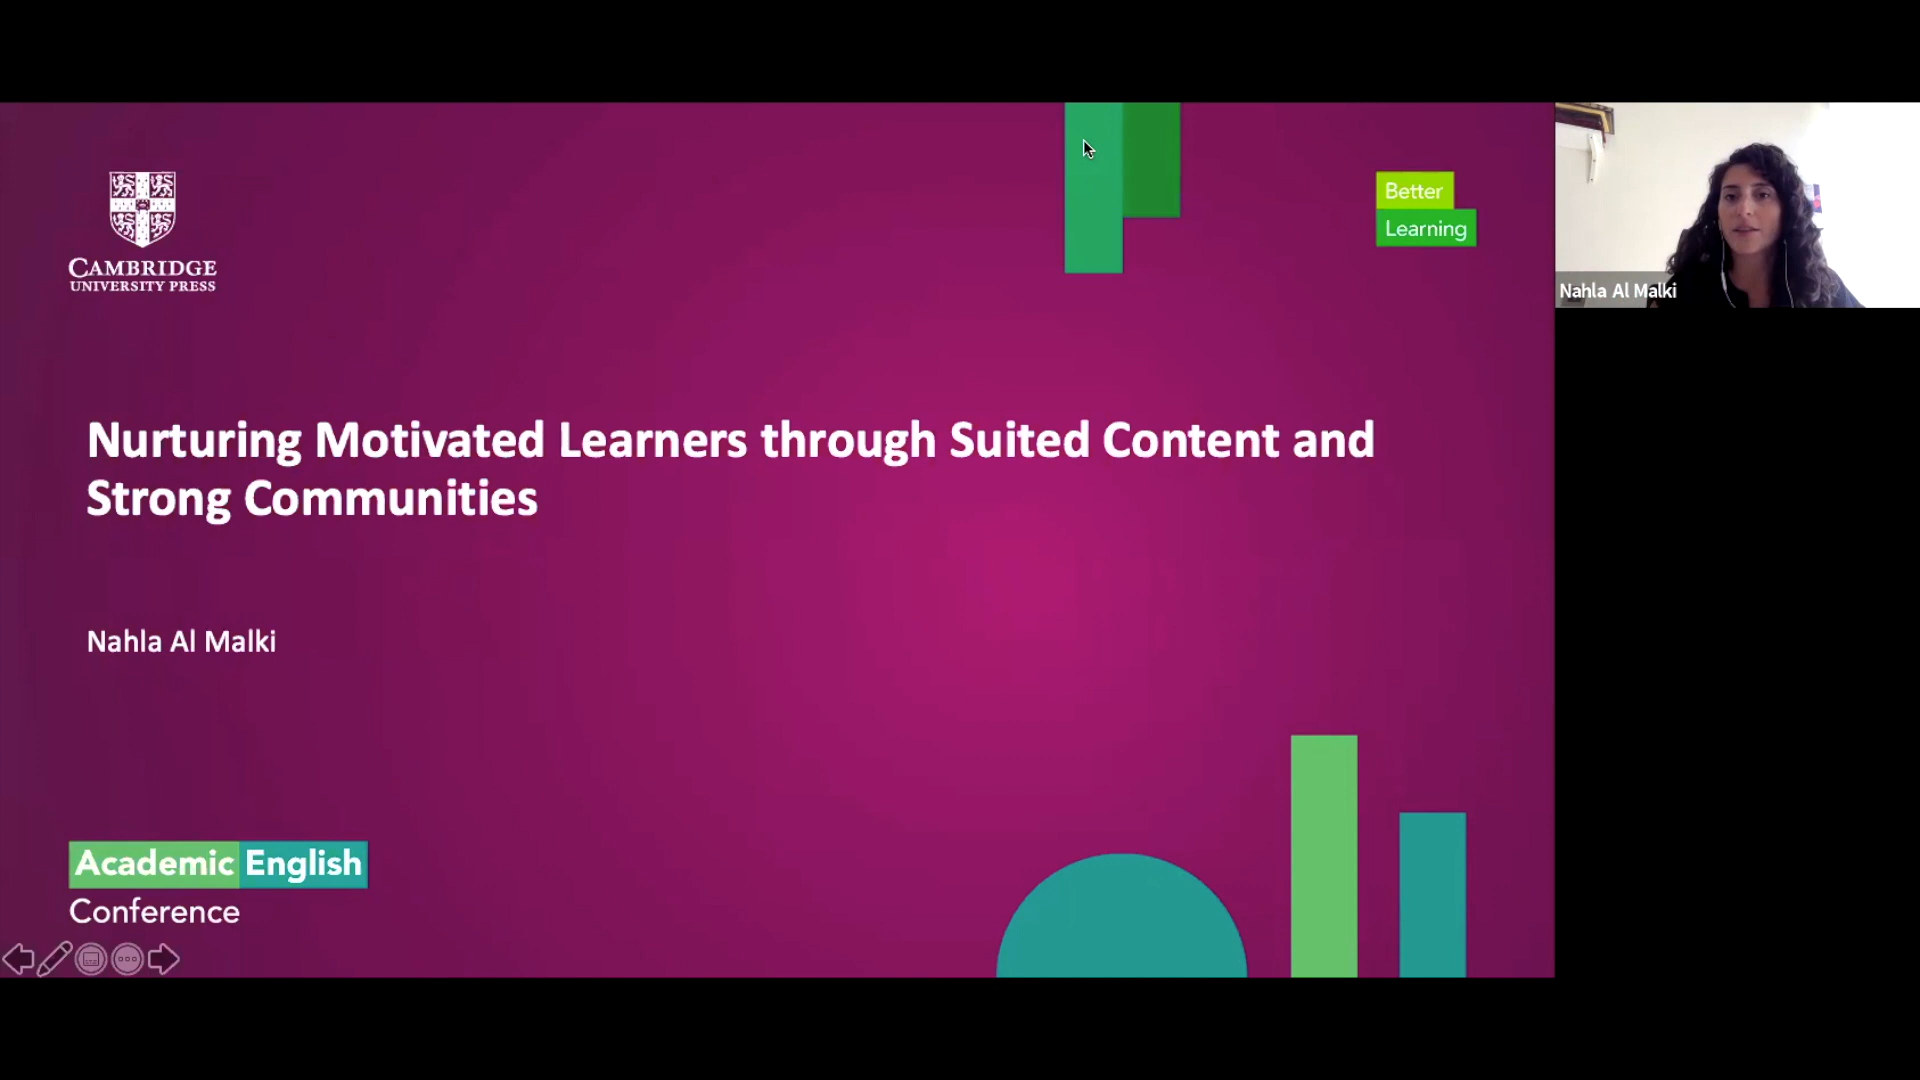 CAMBRIDGE
UNIVERSITY PRESS
Better
Learning
Nahla Al Malki
Nurturing Motivated Learners through Suited Content and
Strong Communities
Nahla Al Malki
Academic English
Conference